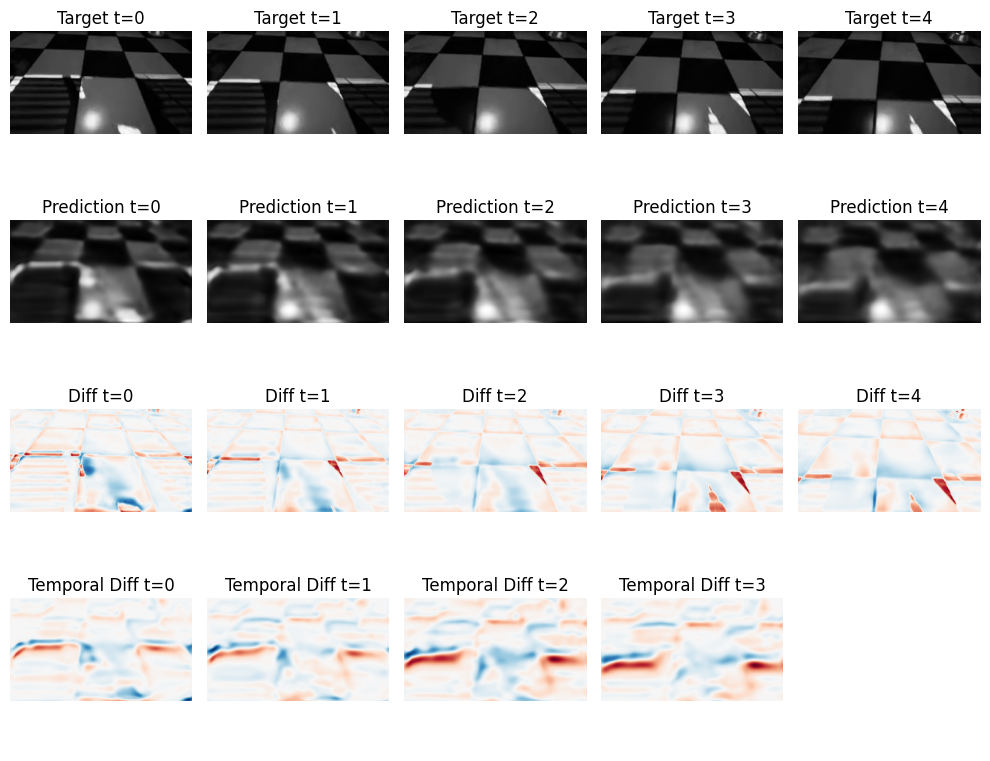 Target t=0 Target t=1 Target t=2 Target t=3 Target t=4
Prediction t=0 Prediction t=1 Prediction t=2 Prediction t=3 Prediction t=4
Diff t=0 Diff t=1 Diff t=2 Diff t=3 Diff t=4
Temporal Diff t=0 Temporal Diff t=1 Temporal Diff t=2 Temporal Diff t=3